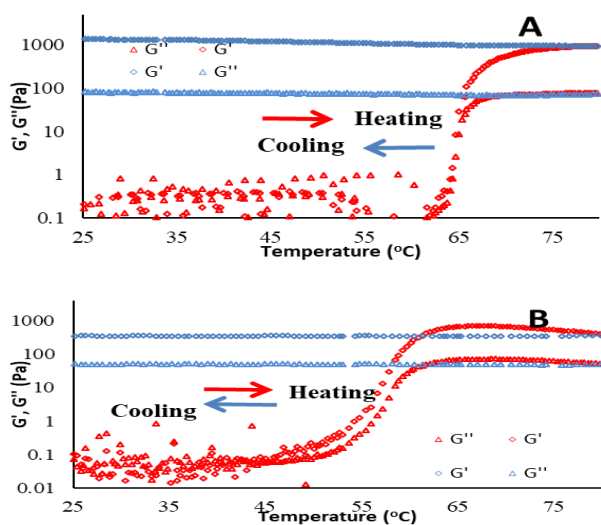 A
1000
100
10
1
0.1
G', G''(Pa)
G'' G'
G' G''
Heating
Cooling
25 35 45 55 65 75
Temperature (°C)
B
1000
100
10
1
0.1
0.01
G', G'' (Pa)
Heating
Cooling
G'' G'
G' G''
25 35 45 55 65 75
Temperature (°C)